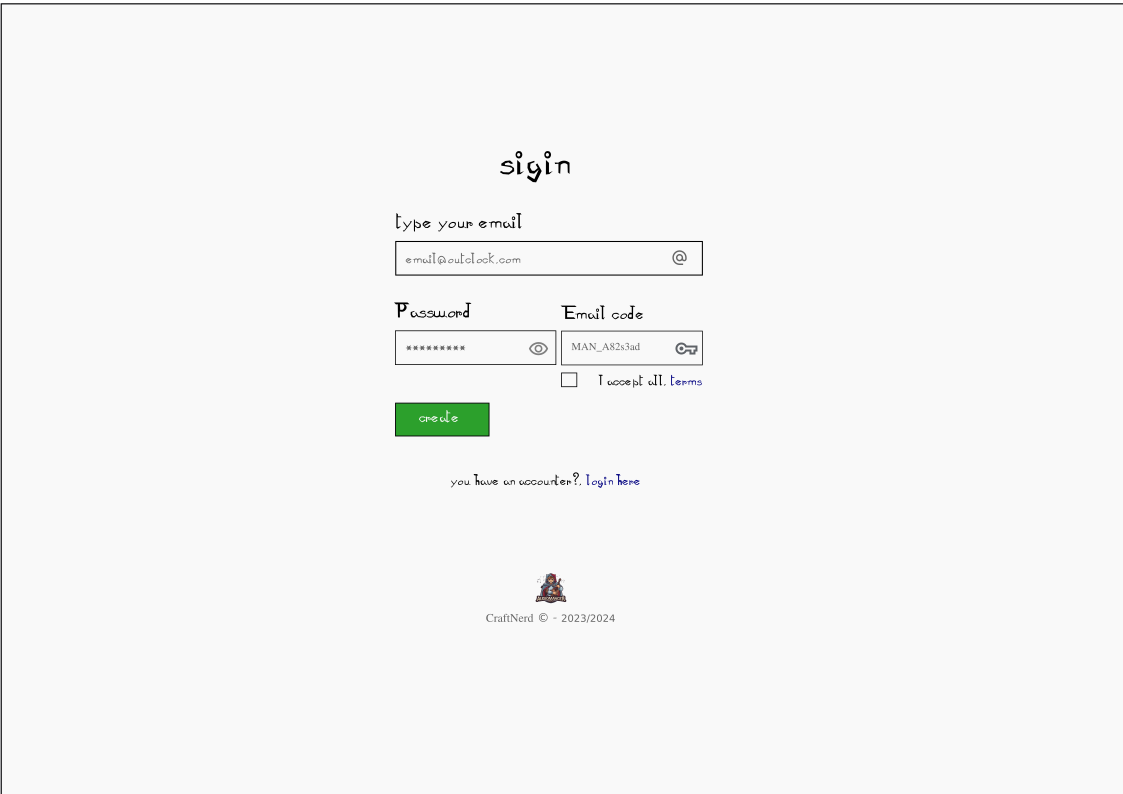 sigin
type your email
email@outclock.com
@
Password
Email code
*********
MAN_A82s3ad
I accept all, terms
create
you have an accounter?, login here
CraftNerd © - 2023/2024